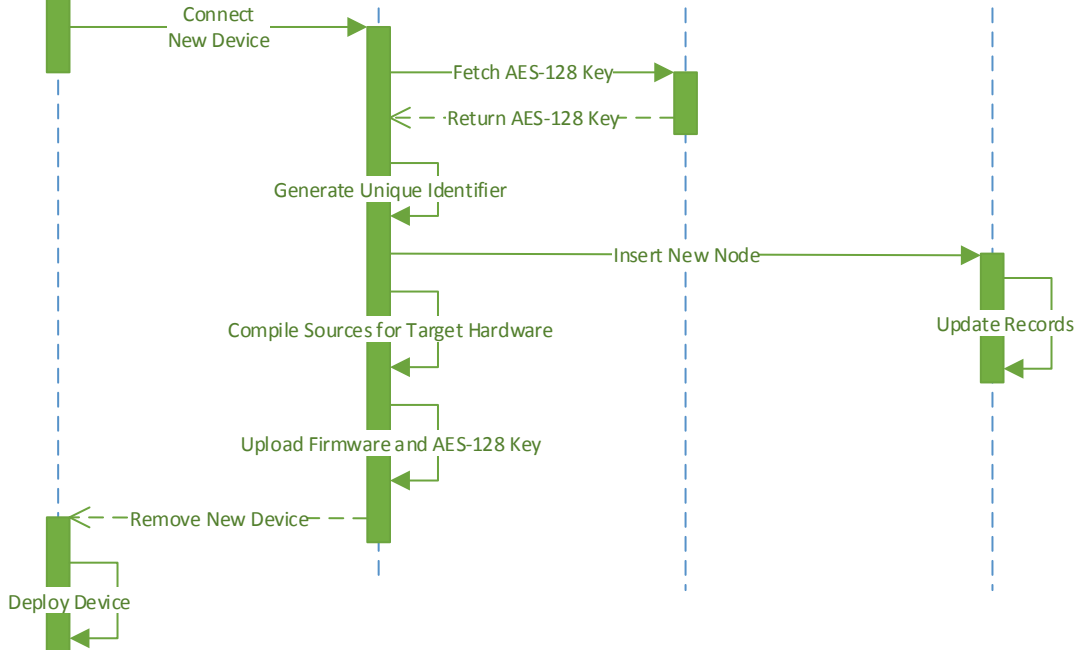 Connect
New Device
Fetch AES-128 Key
Return AES-128 Key
Generate Unique Identifier
Insert New Node
Compile Sources for Target Hardware
Update Records
Upload Firmware and AES-128 Key
Remove New Device
Deploy Device